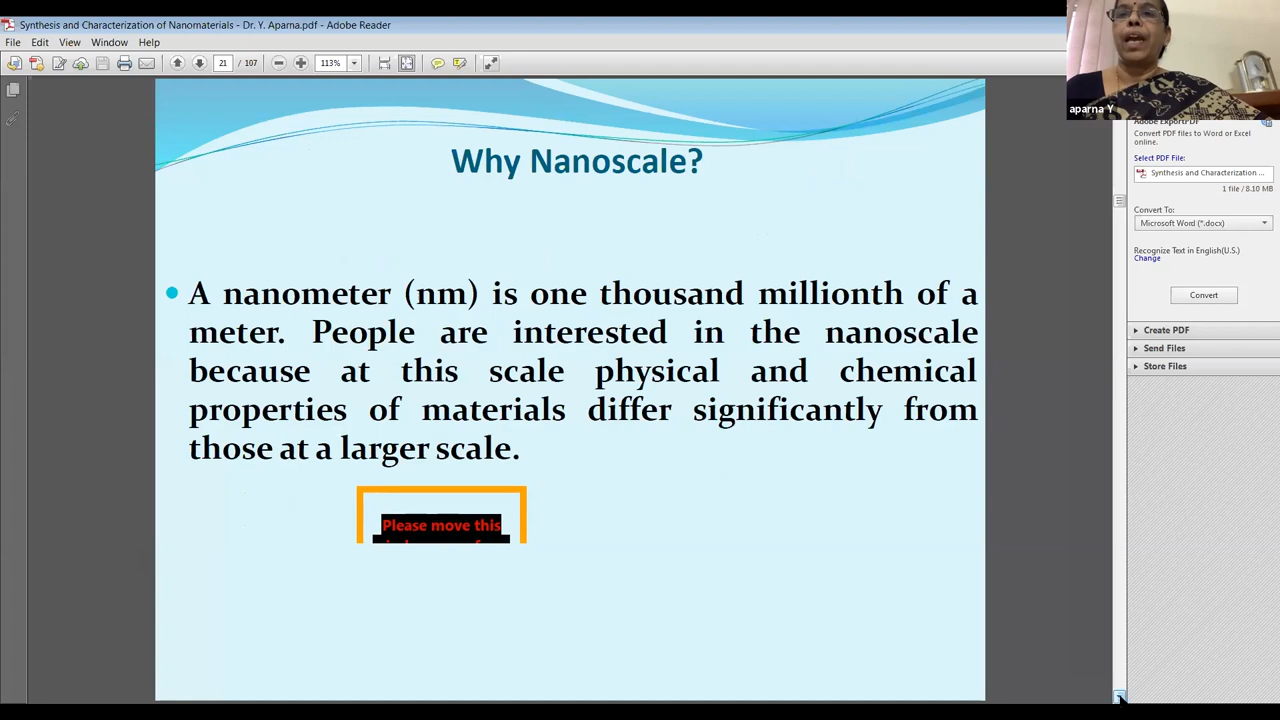 Synthesis and Characterization of Nanomaterials - Dr. Y. Aparna.pdf - Adobe Reader
File Edit View Window Help
21 / 107 113%
aparna Y
Why Nanoscale?
• A nanometer (nm) is one thousand millionth of a
meter. People are interested in the nanoscale
because at this scale physical and chemical
properties of materials differ significantly from
those at a larger scale.
Please move this
Adobe ExportPDF
Convert PDF files to Word or Excel
online.
Select PDF File:
Synthesis and Characterization ...
1 file / 8.10 MB
Convert To:
Microsoft Word (*.docx)
Recognize Text in English(U.S.)
Change
Convert
Create PDF
Send Files
Store Files